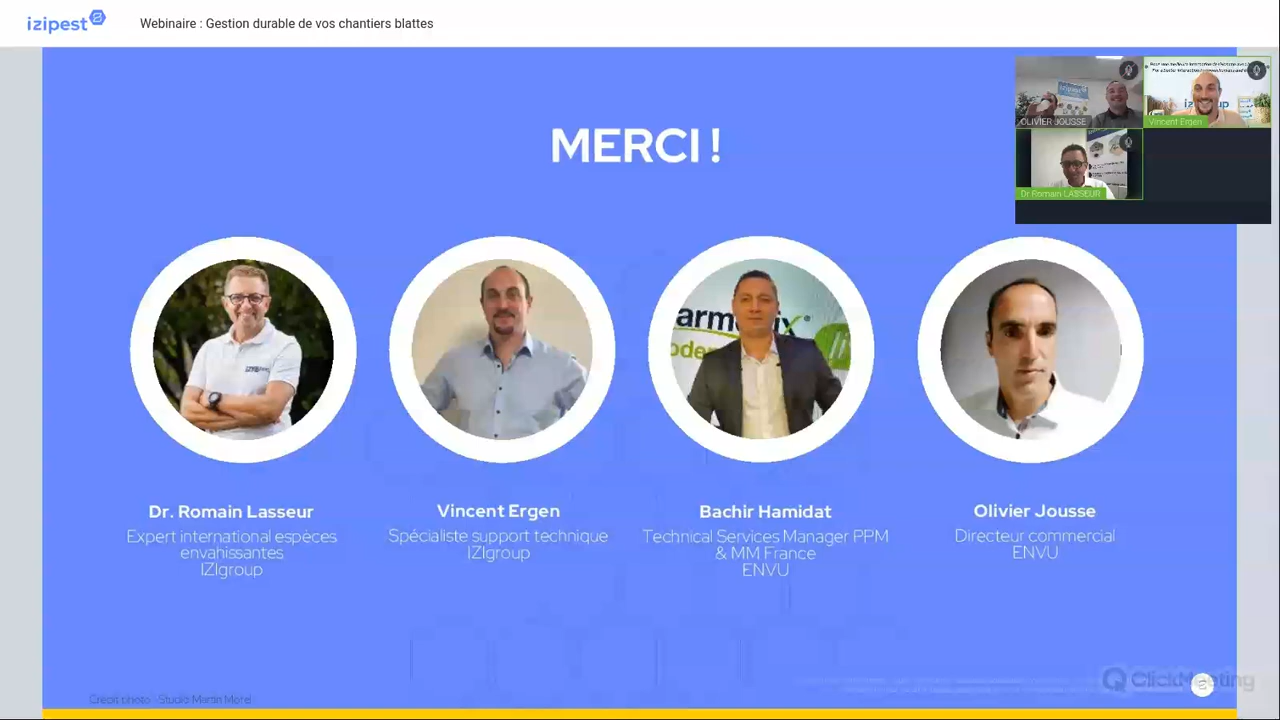 izipest
Webinaire : Gestion durable de vos chantiers blattes
OLIVIER JOUSSE
Vincent Ergen
Dr Romain LASSEUR
MERCI !
Dr. Romain Lasseur
Expert international espèces
envahissantes
IZIgroup
Vincent Ergen
Spécialiste support technique
IZIgroup
Bachir Hamidat
Technical Services Manager PPM
& MM France
ENVU
Olivier Jousse
Directeur commercial
ENVU
Crédit photo : Studio Martin Morel
ClickMeeting